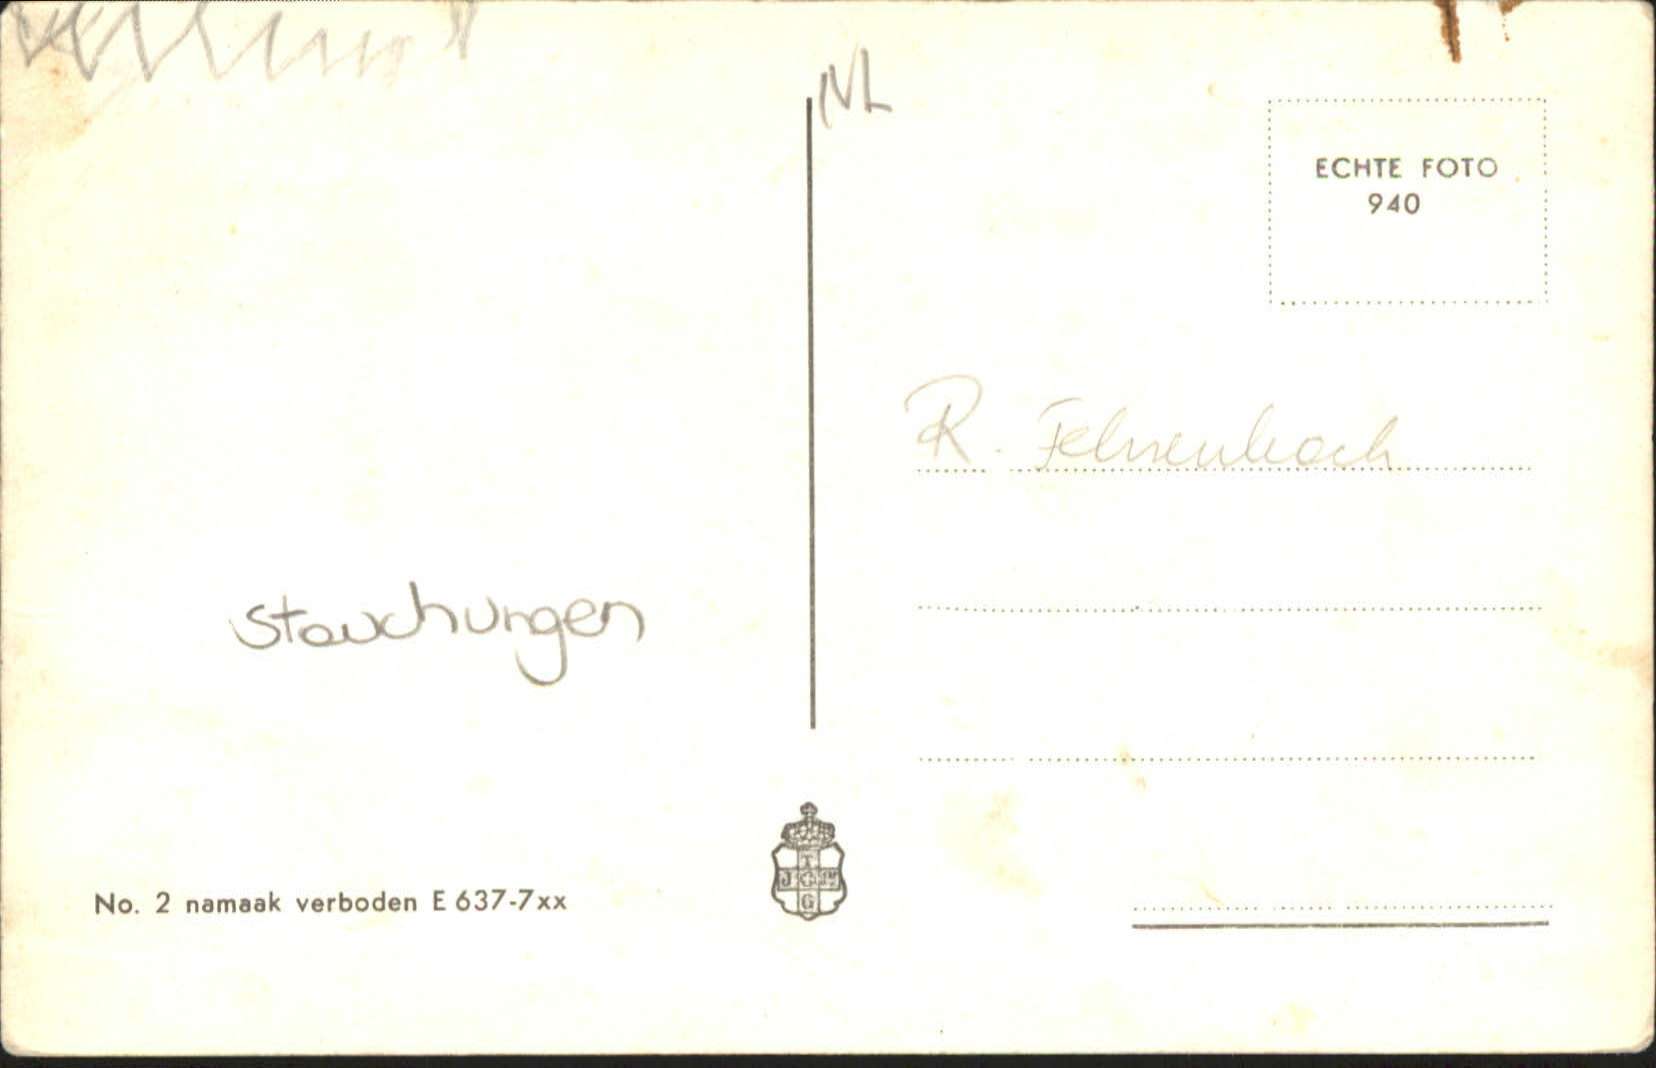 NL
ECHTE FOTO
940
R. Fehrenbach
Stauchungen
T
J
G
No. 2 namaak verboden E 637-7xx